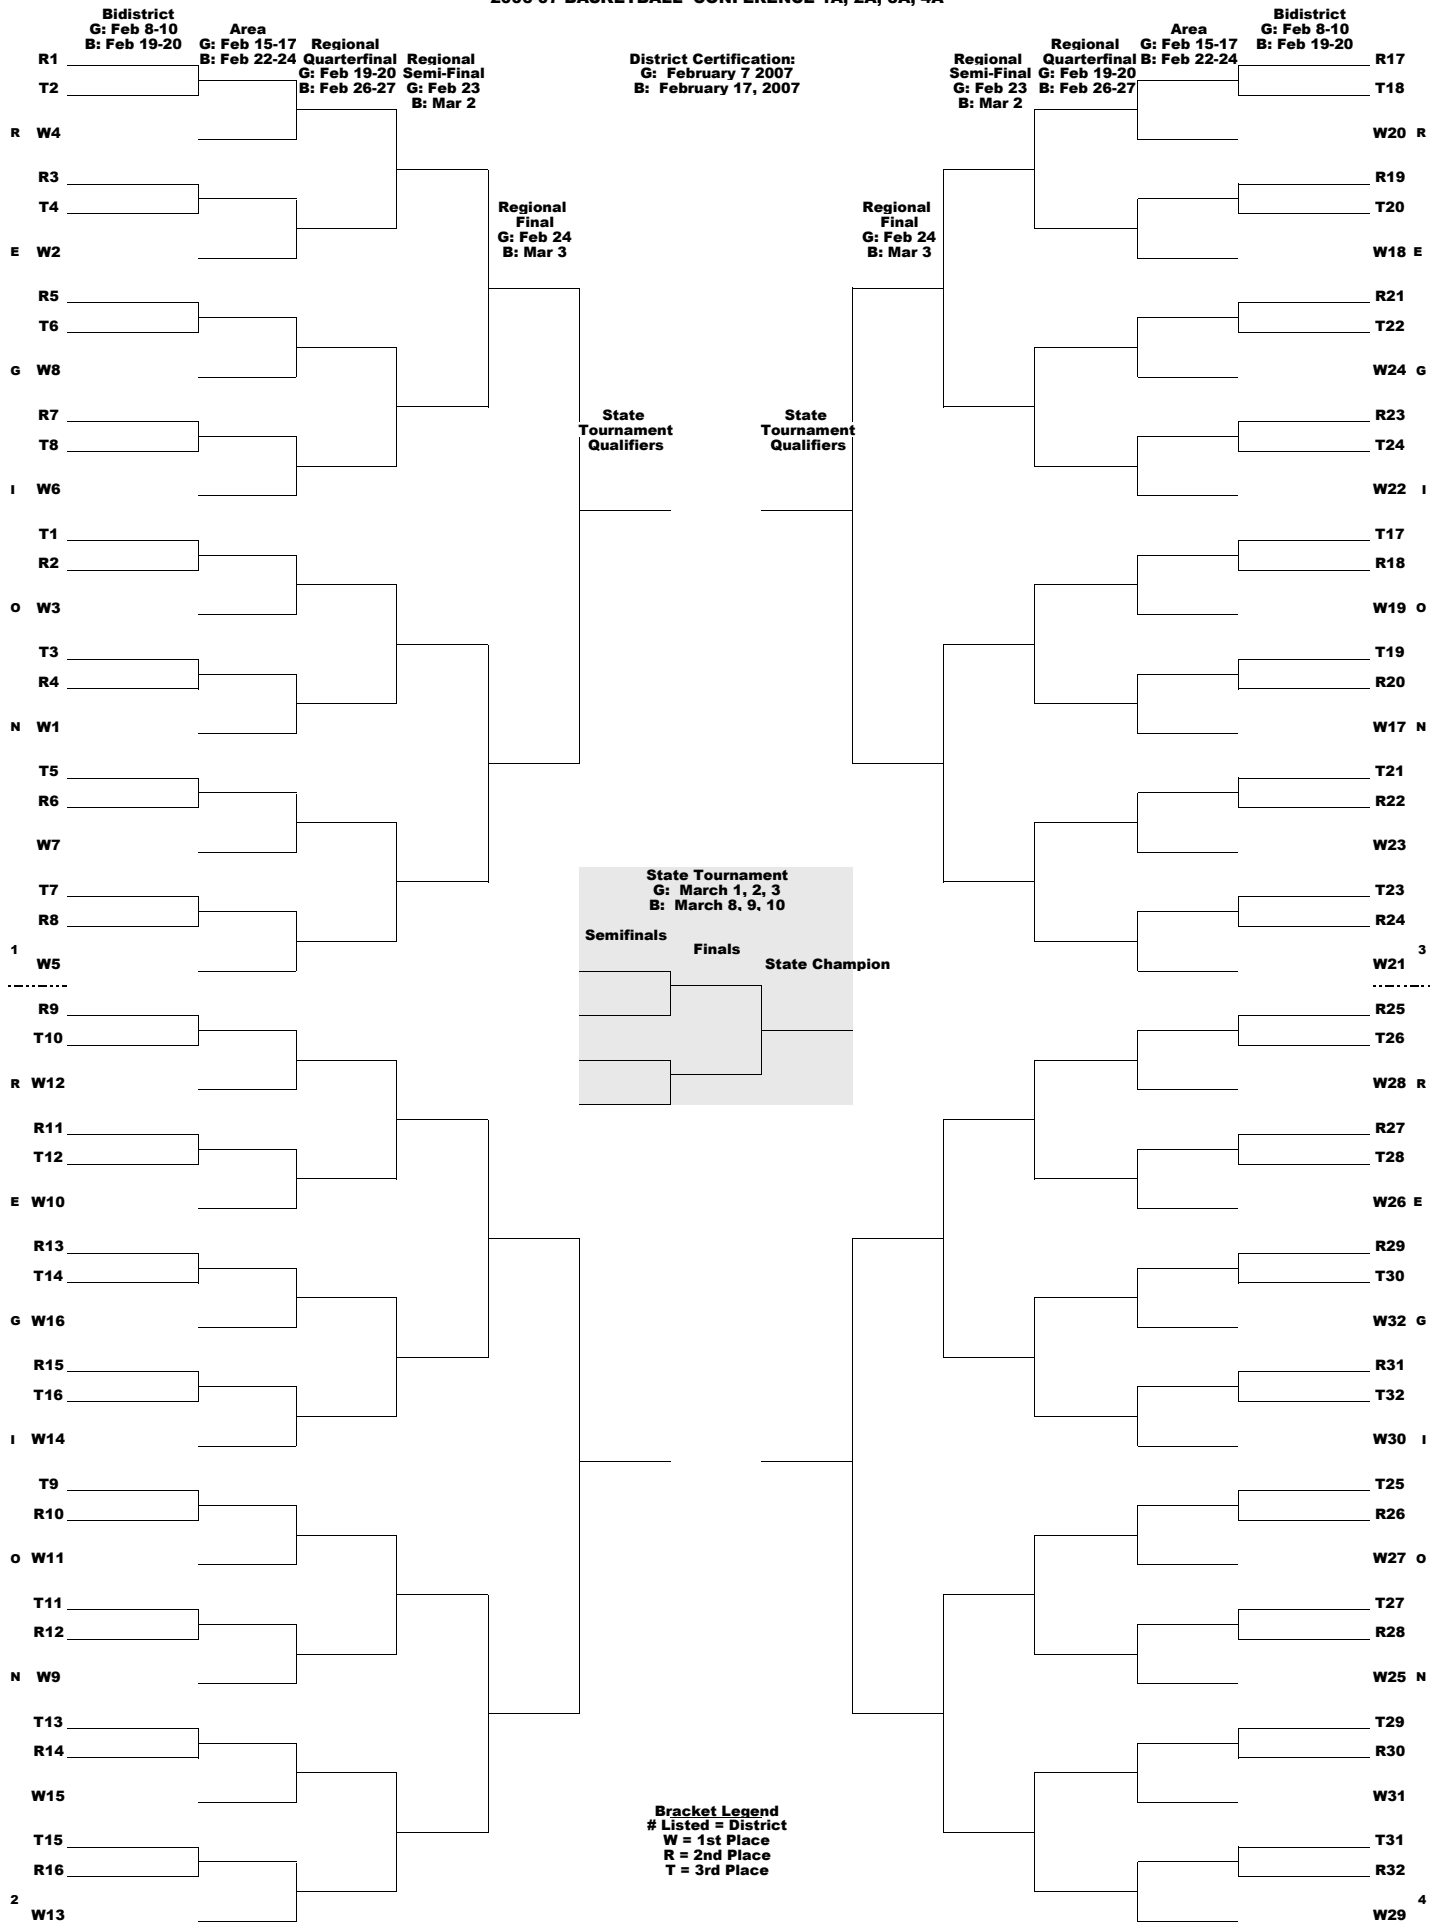 2006-07 BASKETBALL CONFERENCE 1A, 2A, 3A, 4A
Bidistrict
G: Feb 8-10
B: Feb 19-20
Area
G: Feb 15-17
B: Feb 22-24
Regional
Quarterfinal
G: Feb 19-20
B: Feb 26-27
Regional
Semi-Final
G: Feb 23
B: Mar 2
District Certification:
G: February 7 2007
B: February 17, 2007
Regional
Semi-Final
G: Feb 23
B: Mar 2
Regional
Quarterfinal
G: Feb 19-20
B: Feb 26-27
Area
G: Feb 15-17
B: Feb 22-24
Bidistrict
G: Feb 8-10
B: Feb 19-20
Regional
Final
G: Feb 24
B: Mar 3
Regional
Final
G: Feb 24
B: Mar 3
State
Tournament
Qualifiers
State
Tournament
Qualifiers
R1
T2
R W4
R3
T4
E W2
R5
T6
G W8
R7
T8
I W6
T1
R2
O W3
T3
R4
N W1
T5
R6
W7
T7
R8
1
W5
R9
T10
R W12
R11
T12
E W10
R13
T14
G W16
R15
T16
I W14
T9
R10
O W11
T11
R12
N W9
T13
R14
W15
T15
R16
2
W13
State Tournament
G: March 1, 2, 3
B: March 8, 9, 10
Semifinals
Finals
State Champion
Bracket Legend
# Listed = District
W = 1st Place
R = 2nd Place
T = 3rd Place
R17
T18
W20 R
R19
T20
W18 E
R21
T22
W24 G
R23
T24
W22 I
T17
R18
W19 O
T19
R20
W17 N
T21
R22
W23
T23
R24
3
W21
R25
T26
W28 R
R27
T28
W26 E
R29
T30
W32 G
R31
T32
W30 I
T25
R26
W27 O
T27
R28
W25 N
T29
R30
W31
T31
R32
4
W29